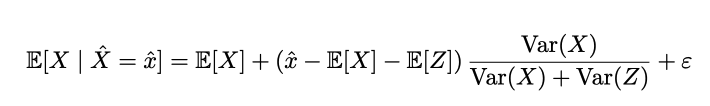 𝔼[X | X̂ = x̂] = 𝔼[X] + (x̂ − 𝔼[X] − 𝔼[Z]) Var(X) / (Var(X) + Var(Z)) + ε